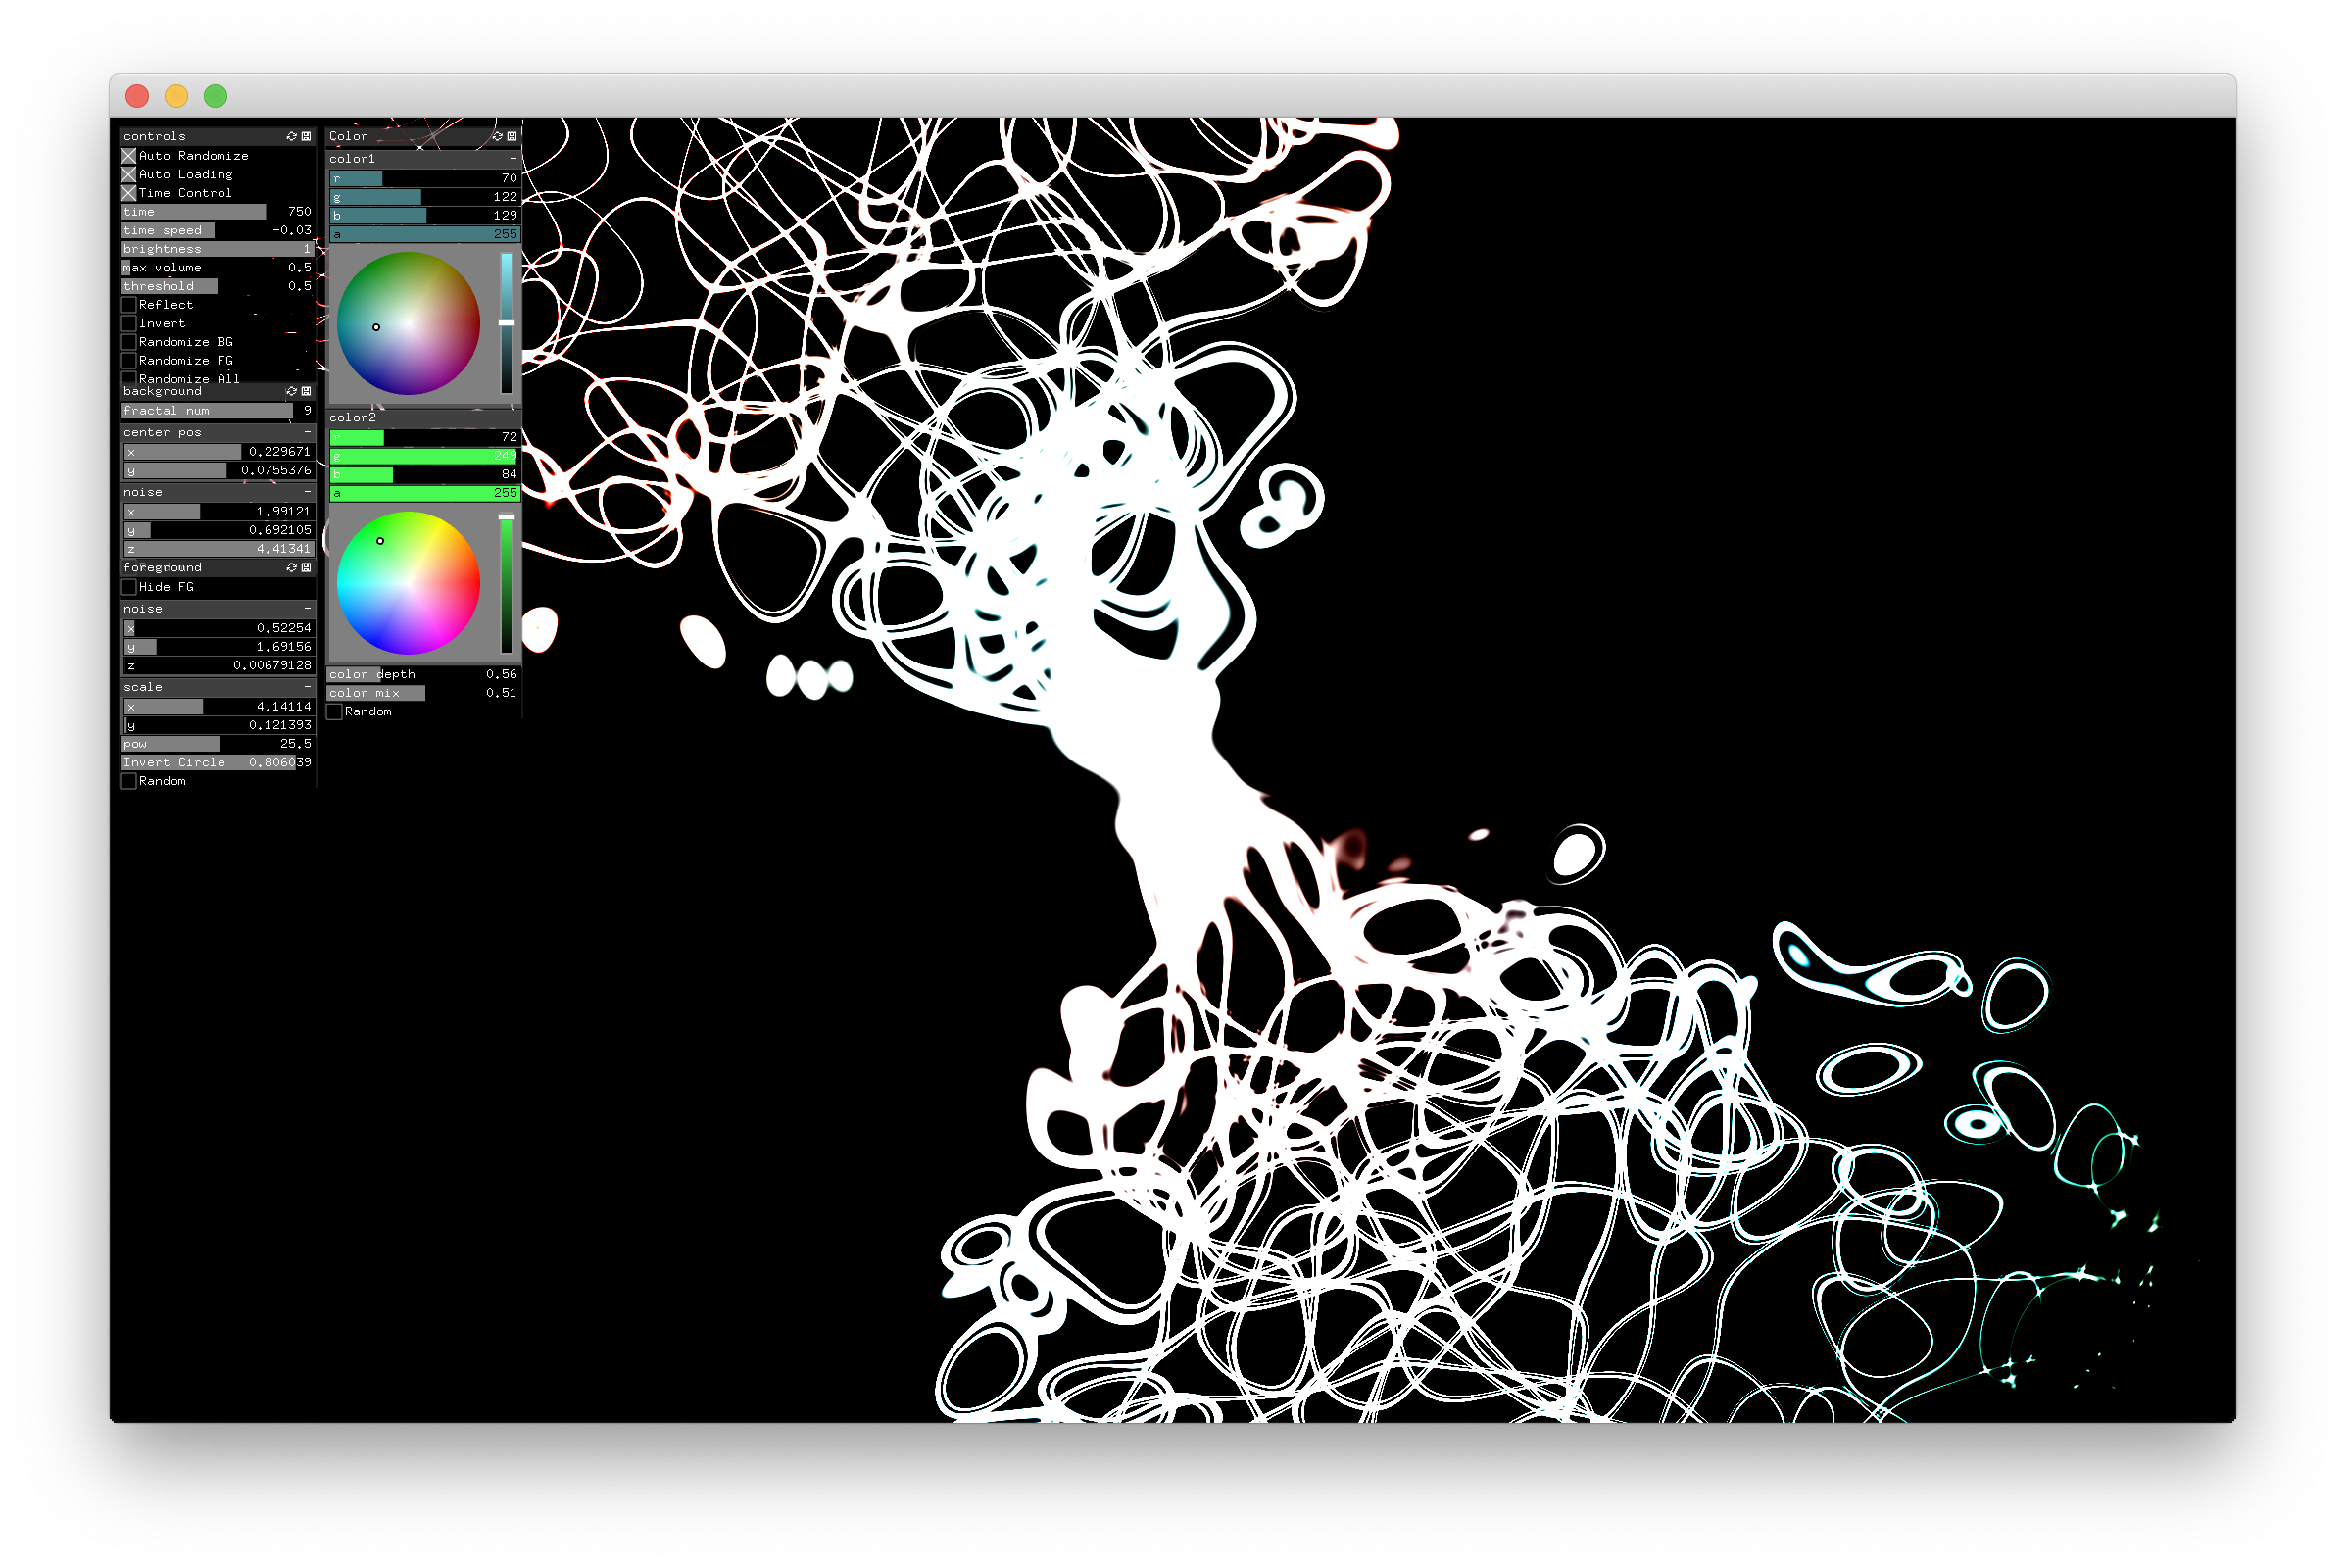 controls
Auto Randomize
Auto Loading
Time Control
time 750
time speed -0.03
brightness 1
max volume 0.5
threshold 0.5
Reflect
Invert
Randomize BG
Randomize FG
Randomize All
background
fractal num 9
center pos -
x 0.229671
y 0.0755376
noise -
x 1.99121
y 0.692105
z 4.41341
foreground
Hide FG
noise -
x 0.52254
y 1.69156
z 0.00679128
scale -
x 4.14114
y 0.121393
pow 25.5
Invert Circle 0.806039
Random
Color
color1 -
r 70
g 122
b 129
a 255
color2 -
r 72
g 249
b 84
a 255
color depth 0.56
color mix 0.51
Random